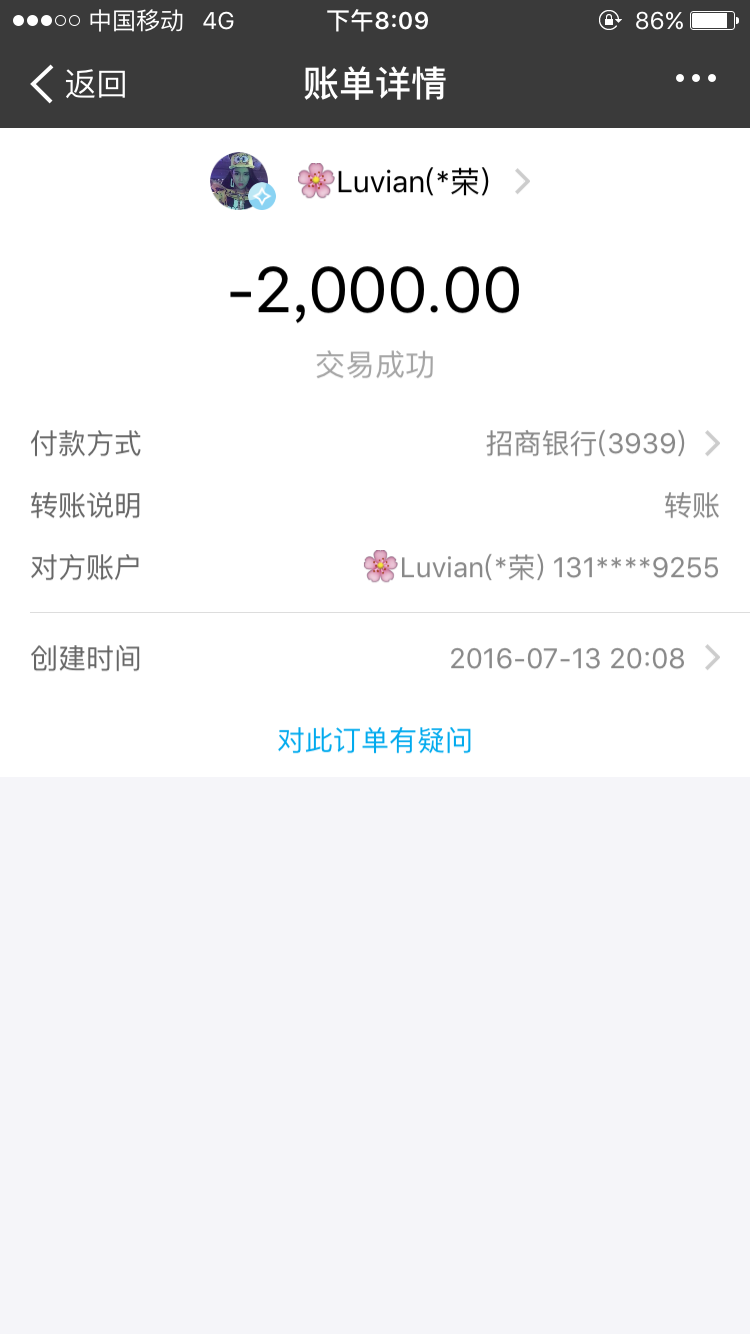 中国移动 4G 下午8:09 86%
返回 账单详情
🌸Luvian(*荣)
-2,000.00
交易成功
付款方式 招商银行(3939)
转账说明 转账
对方账户 🌸Luvian(*荣) 131****9255
创建时间 2016-07-13 20:08
对此订单有疑问